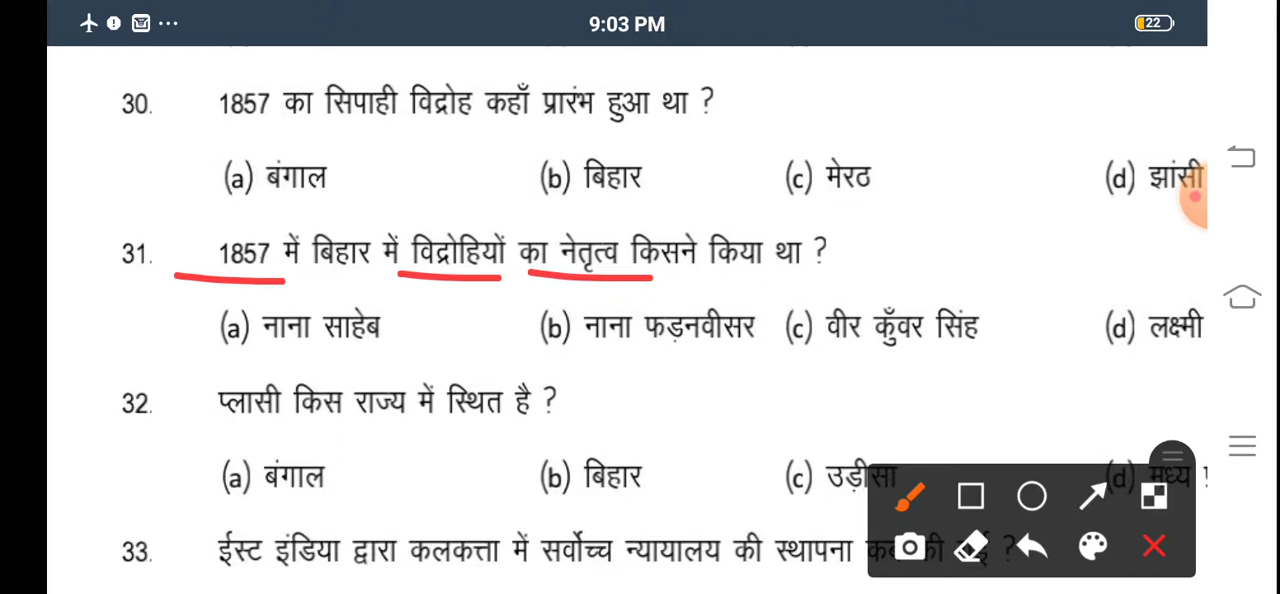 9:03 PM
22
30. 1857 का सिपाही विद्रोह कहाँ प्रारंभ हुआ था ?
(a) बंगाल (b) बिहार (c) मेरठ (d) झांसी
31. 1857 में बिहार में विद्रोहियों का नेतृत्व किसने किया था ?
(a) नाना साहेब (b) नाना फड़नवीसर (c) वीर कुँवर सिंह (d) लक्ष्मी
32. प्लासी किस राज्य में स्थित है ?
(a) बंगाल (b) बिहार (c) उड़ीसा (d) मध्य
33. ईस्ट इंडिया द्वारा कलकत्ता में सर्वोच्च न्यायालय की स्थापना ?